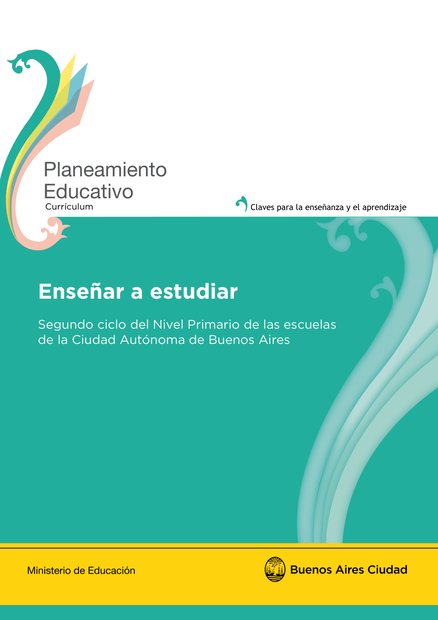 Planeamiento
Educativo
Currículum
Claves para la enseñanza y el aprendizaje
Enseñar a estudiar
Segundo ciclo del Nivel Primario de las escuelas
de la Ciudad Autónoma de Buenos Aires
Ministerio de Educación
Buenos Aires Ciudad